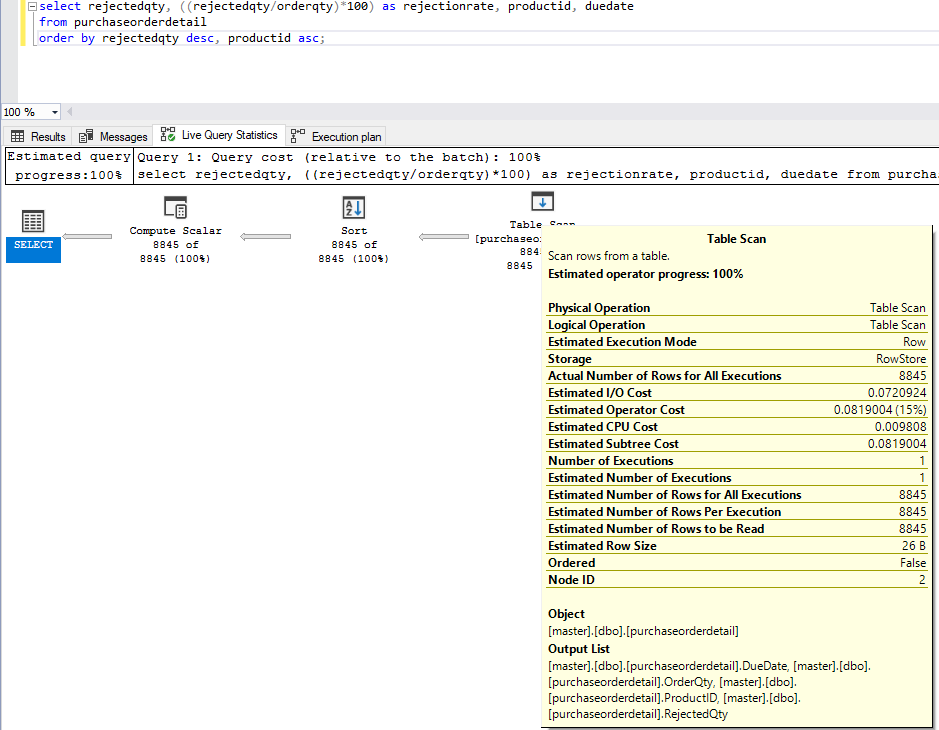 select rejectedqty, ((rejectedqty/orderqty)*100) as rejectionrate, productid, duedate
from purchaseorderdetail
order by rejectedqty desc, productid asc;
100 %
Results Messages Live Query Statistics Execution plan
Estimated query
progress:100%
Query 1: Query cost (relative to the batch): 100%
select rejectedqty, ((rejectedqty/orderqty)*100) as rejectionrate, productid, duedate from purcha
SELECT
Compute Scalar
8845 of
8845 (100%)
Sort
8845 of
8845 (100%)
Table Scan
[purchaseo
884
8845
Table Scan
Scan rows from a table.
Estimated operator progress: 100%
Physical Operation Table Scan
Logical Operation Table Scan
Estimated Execution Mode Row
Storage RowStore
Actual Number of Rows for All Executions 8845
Estimated I/O Cost 0.0720924
Estimated Operator Cost 0.0819004 (15%)
Estimated CPU Cost 0.009808
Estimated Subtree Cost 0.0819004
Number of Executions 1
Estimated Number of Executions 1
Estimated Number of Rows for All Executions 8845
Estimated Number of Rows Per Execution 8845
Estimated Number of Rows to be Read 8845
Estimated Row Size 26 B
Ordered False
Node ID 2
Object
[master].[dbo].[purchaseorderdetail]
Output List
[master].[dbo].[purchaseorderdetail].DueDate, [master].[dbo].
[purchaseorderdetail].OrderQty, [master].[dbo].
[purchaseorderdetail].ProductID, [master].[dbo].
[purchaseorderdetail].RejectedQty